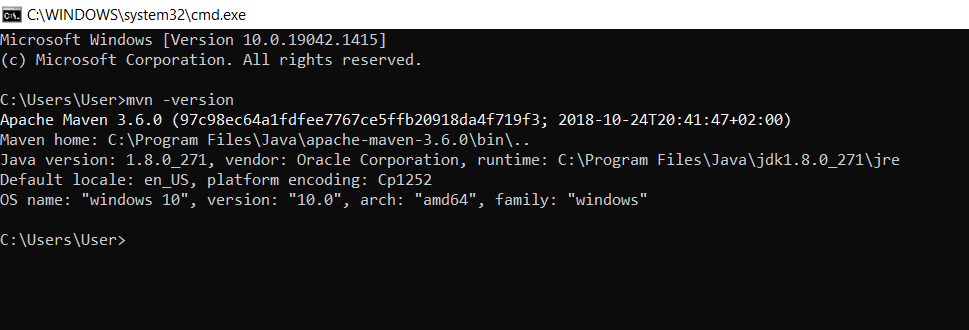 C:\WINDOWS\system32\cmd.exe
Microsoft Windows [Version 10.0.19042.1415]
(c) Microsoft Corporation. All rights reserved.
C:\Users\User>mvn -version
Apache Maven 3.6.0 (97c98ec64a1fdfee7767ce5ffb20918da4f719f3; 2018-10-24T20:41:47+02:00)
Maven home: C:\Program Files\Java\apache-maven-3.6.0\bin\..
Java version: 1.8.0_271, vendor: Oracle Corporation, runtime: C:\Program Files\Java\jdk1.8.0_271\jre
Default locale: en_US, platform encoding: Cp1252
OS name: "windows 10", version: "10.0", arch: "amd64", family: "windows"
C:\Users\User>